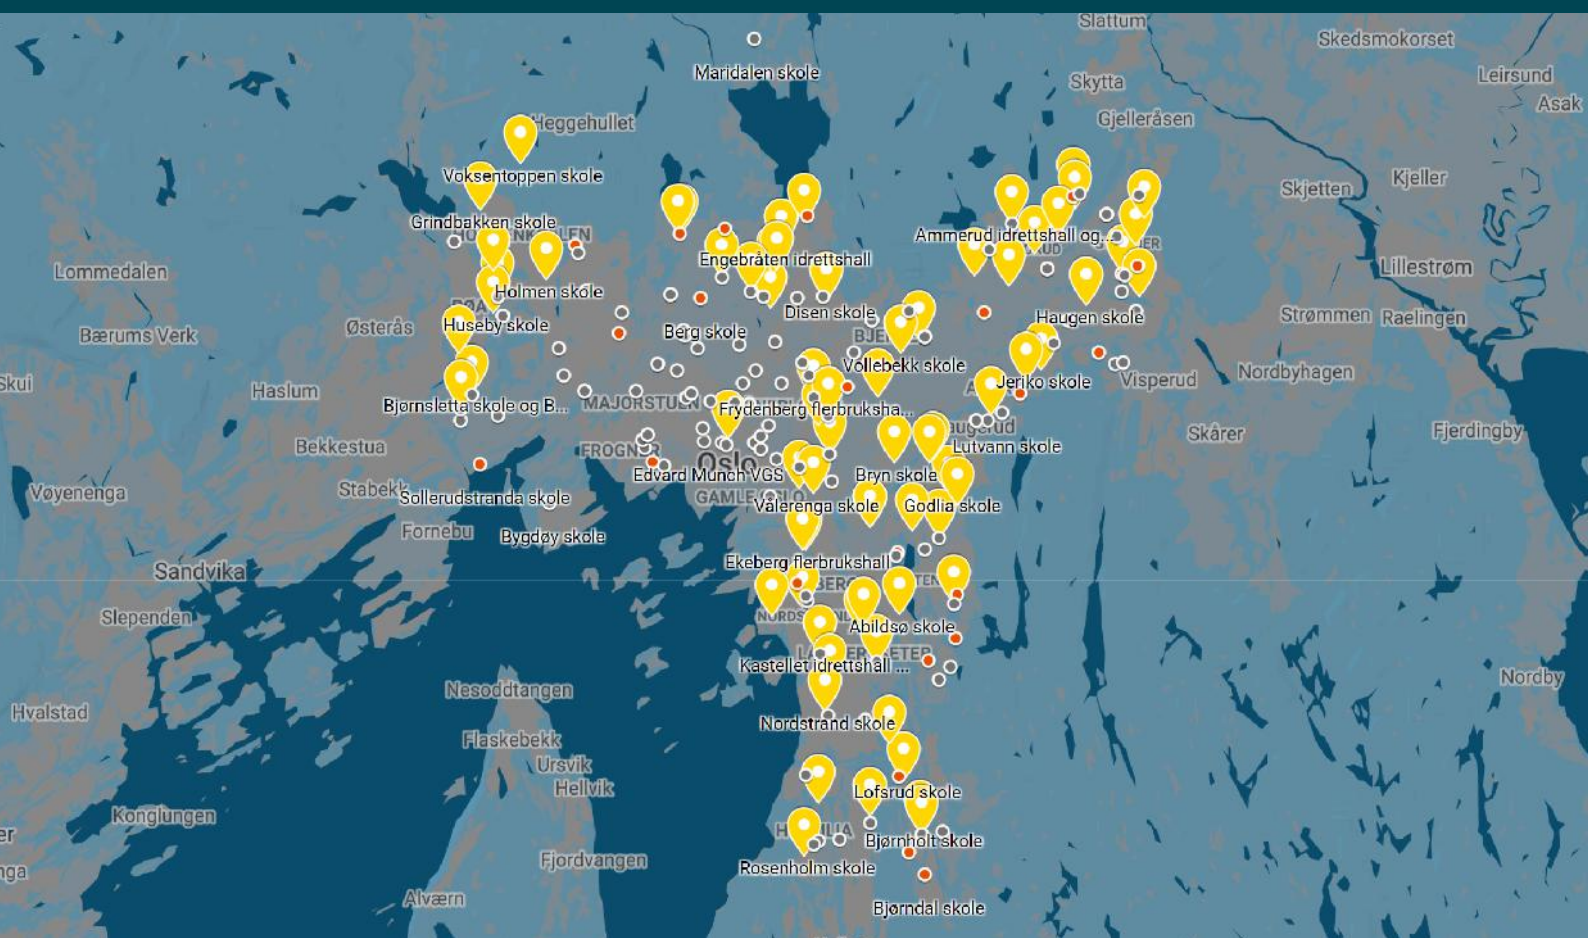 Slattum
Skedsmokorset
Maridalen skole
Skytta
Leirsund
Asak
Gjelleråsen
Heggehullet
Voksentoppen skole
Kjeller
Skjetten
Grindbakken skole
Ammerud idrettshall og...
Engebråten idrettshall
Lommedalen
Lillestrøm
Holmen skole
Disen skole
Haugen skole
Strømmen
Raelingen
Huseby skole
Østerås
Bærums Verk
Berg skole
Vollebekk skole
Jeriko skole
Visperud
Nordbyhagen
Skui
Haslum
Bjørnsletta skole og B...
MAJORSTUEN
Frydenberg flerbruksha...
Skårer
Fjerdingby
Bekkestua
FROGNER
Lutvann skole
Oslo
Edvard Munch VGS
Bryn skole
Vøyenenga
Stabekk
Sollerudstranda skole
GAMLE OSLO
Vålerenga skole
Godlia skole
Fornebu
Bygdøy skole
Ekeberg flerbrukshall
Sandvika
Slependen
Abildsø skole
Kastellet idrettshall ...
Nordby
Nesoddtangen
Hvalstad
Nordstrand skole
Flaskebekk
Ursvik
Hellvik
Lofsrud skole
Konglungen
Bjørnholt skole
Fjordvangen
Rosenholm skole
Alværn
Bjørndal skole